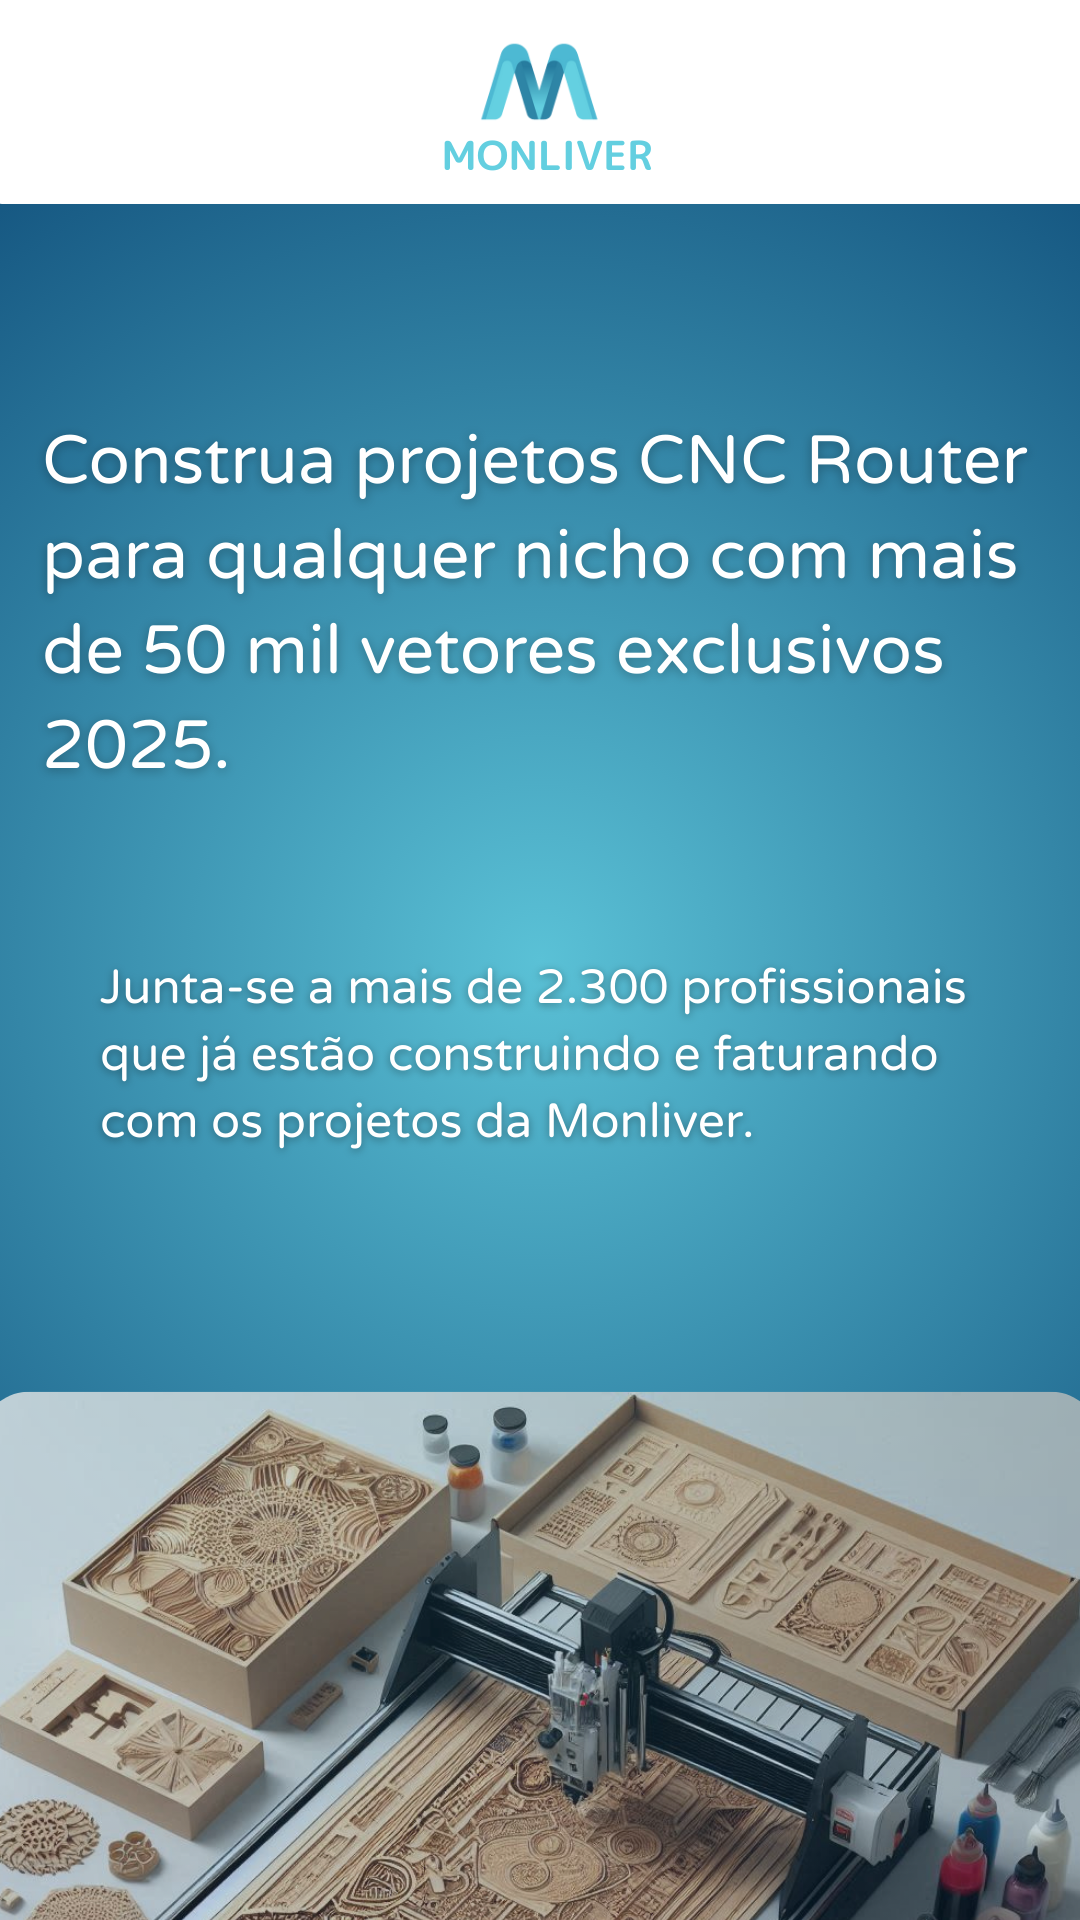 MONLIVER
Construa projetos CNC Router
para qualquer nicho com mais
de 50 mil vetores exclusivos
2025.
Junta-se a mais de 2.300 profissionais
que já estão construindo e faturando
com os projetos da Monliver.